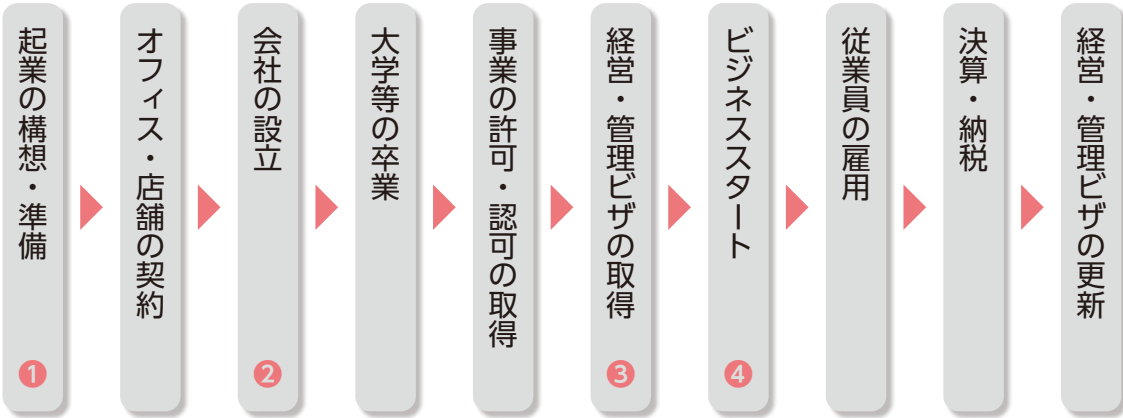 起業の構想・準備
❶
オフィス・店舗の契約
会社の設立
❷
大学等の卒業
事業の許可・認可の取得
経営・管理ビザの取得
❸
ビジネススタート
❹
従業員の雇用
決算・納税
経営・管理ビザの更新